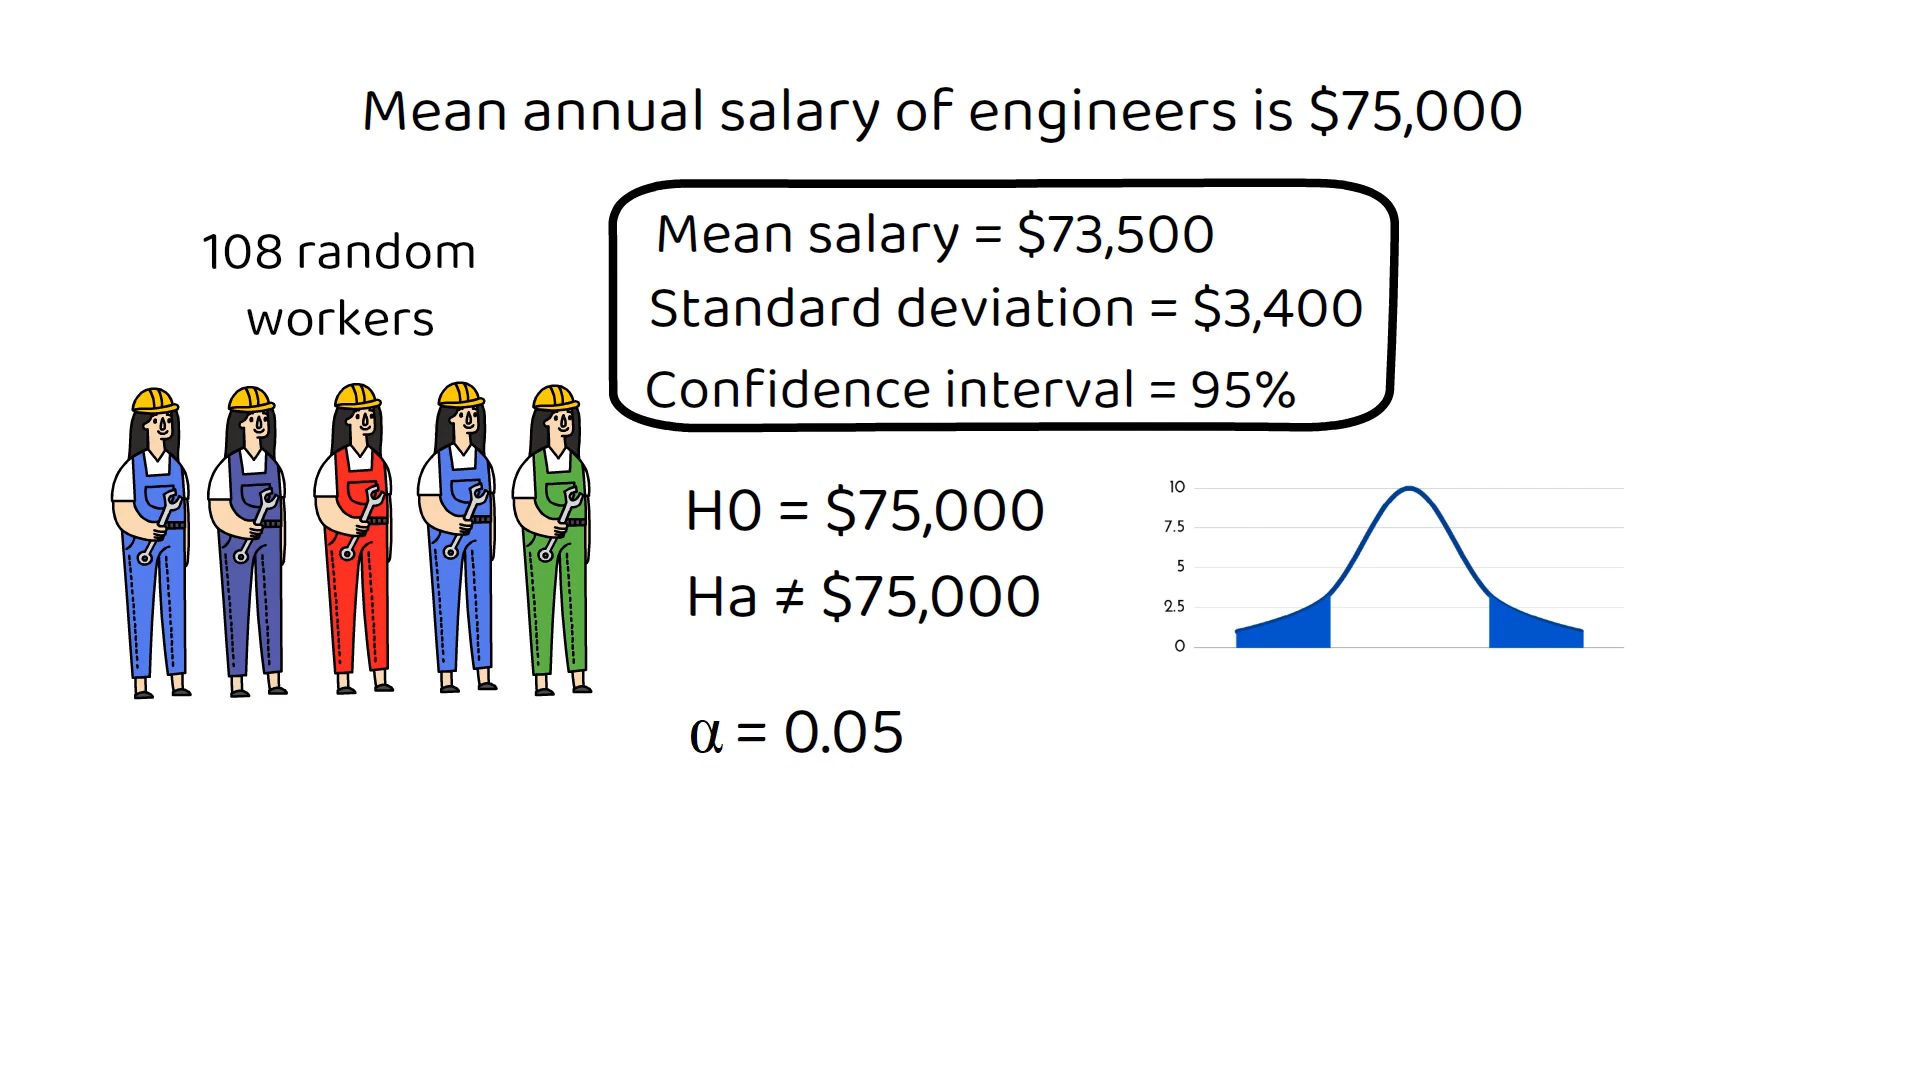 Mean annual salary of engineers is $75,000
108 random
workers
Mean salary = $73,500
Standard deviation = $3,400
Confidence interval = 95%
H0 = $75,000
Ha ≠ $75,000
α = 0.05
10
7.5
5
2.5
0